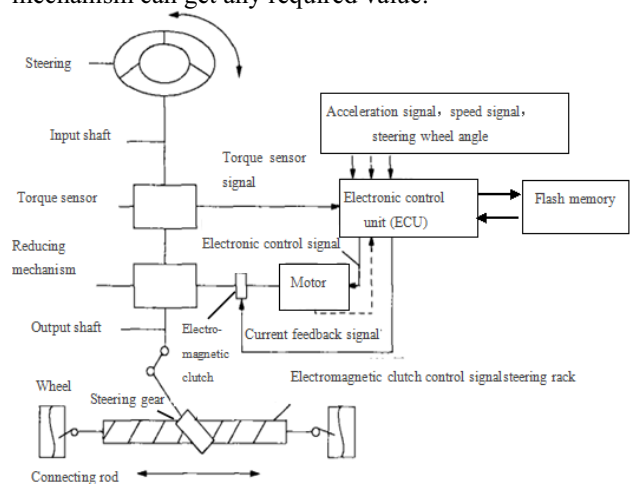 mechanism can get any required value.
Steering
Acceleration signal，speed signal，
steering wheel angle
Input shaft
Torque sensor
signal
Torque sensor
Electronic control
unit (ECU)
Flash memory
Reducing
mechanism
Electronic control signal
Motor
Output shaft
Electro-
magnetic
clutch
Current feedback signal
Wheel
Steering gear
Electromagnetic clutch control signalsteering rack
Connecting rod